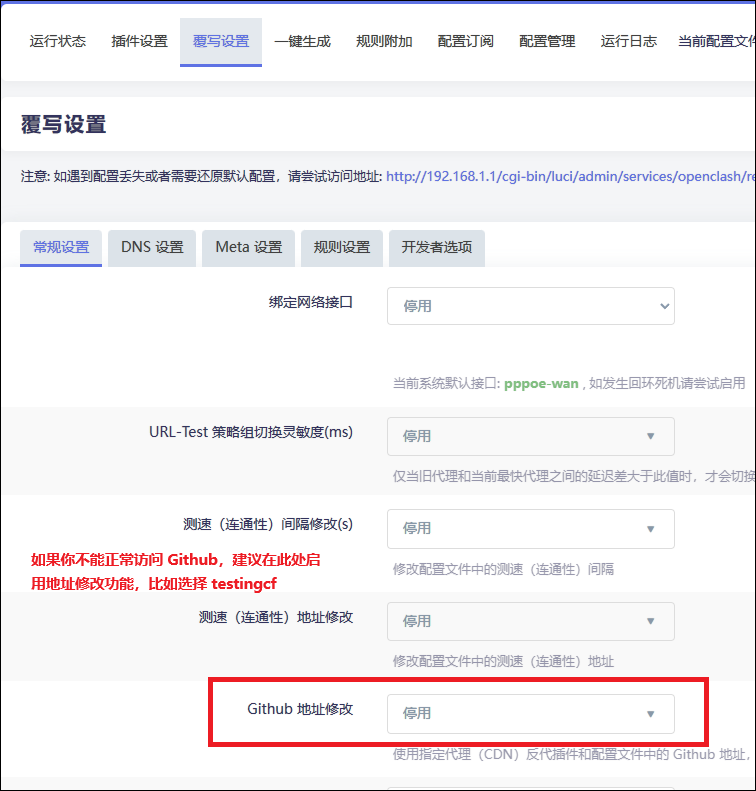 运行状态 插件设置 覆写设置 一键生成 规则附加 配置订阅 配置管理 运行日志 当前配置文件
覆写设置
注意: 如遇到配置丢失或者需要还原默认配置，请尝试访问地址: http://192.168.1.1/cgi-bin/luci/admin/services/openclash/re
常规设置 DNS 设置 Meta 设置 规则设置 开发者选项
绑定网络接口 停用
当前系统默认接口: pppoe-wan , 如发生回环死机请尝试启用
URL-Test 策略组切换灵敏度(ms) 停用
仅当旧代理和当前最快代理之间的延迟差大于此值时，才会切换
测速（连通性）间隔修改(s) 停用
修改配置文件中的测速（连通性）间隔
如果你不能正常访问 Github，建议在此处启
用地址修改功能，比如选择 testingcf
测速（连通性）地址修改 停用
修改配置文件中的测速（连通性）地址
Github 地址修改 停用
使用指定代理（CDN）反代插件和配置文件中的 Github 地址，